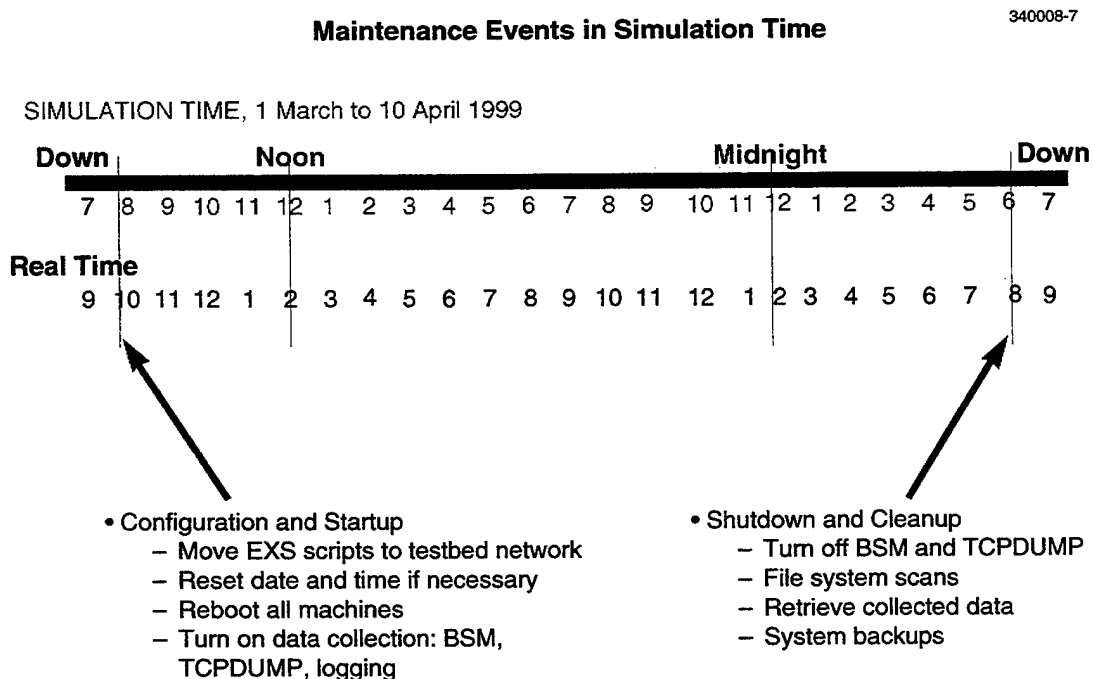 340008-7
Maintenance Events in Simulation Time
SIMULATION TIME, 1 March to 10 April 1999
Down Noon Midnight Down
7 8 9 10 11 12 1 2 3 4 5 6 7 8 9 10 11 12 1 2 3 4 5 6 7
Real Time
9 10 11 12 1 2 3 4 5 6 7 8 9 10 11 12 1 2 3 4 5 6 7 8 9
• Configuration and Startup
– Move EXS scripts to testbed network
– Reset date and time if necessary
– Reboot all machines
– Turn on data collection: BSM,
TCPDUMP, logging
• Shutdown and Cleanup
– Turn off BSM and TCPDUMP
– File system scans
– Retrieve collected data
– System backups